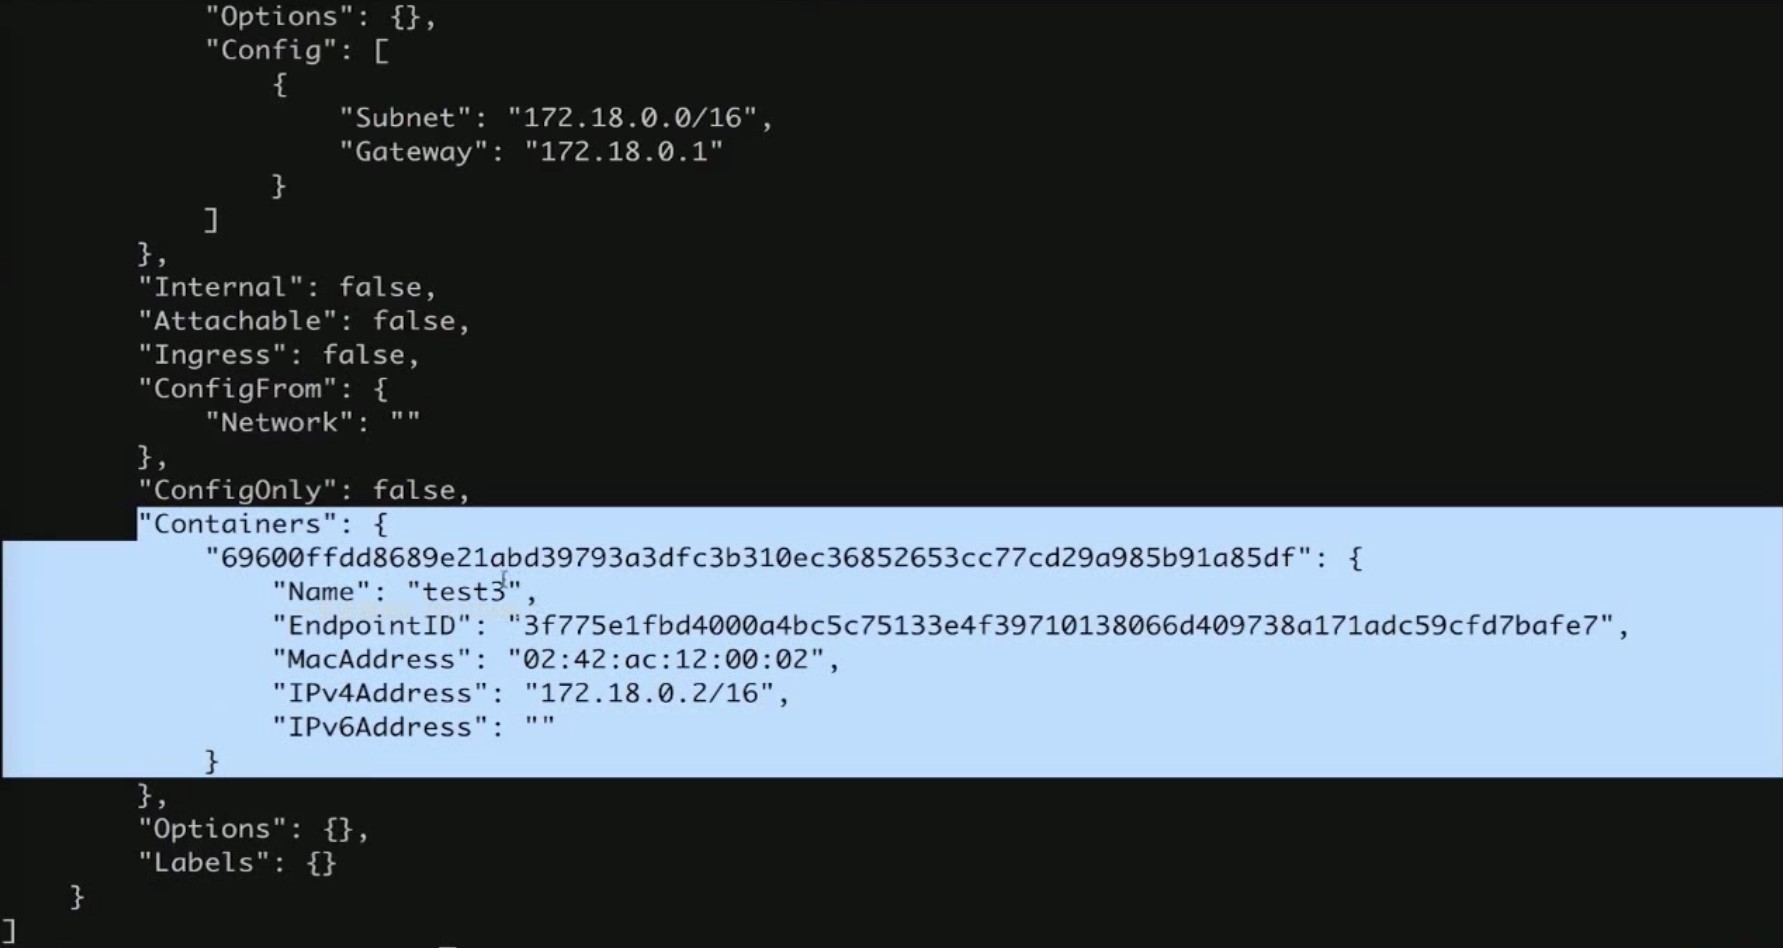 "Options": {},
"Config": [
{
"Subnet": "172.18.0.0/16",
"Gateway": "172.18.0.1"
}
]
},
"Internal": false,
"Attachable": false,
"Ingress": false,
"ConfigFrom": {
"Network": ""
},
"ConfigOnly": false,
"Containers": {
"69600ffdd8689e21abd39793a3dfc3b310ec36852653cc77cd29a985b91a85df": {
"Name": "test3",
"EndpointID": "3f775e1fbd4000a4bc5c75133e4f39710138066d409738a171adc59cfd7bafe7",
"MacAddress": "02:42:ac:12:00:02",
"IPv4Address": "172.18.0.2/16",
"IPv6Address": ""
}
},
"Options": {},
"Labels": {}
}
]